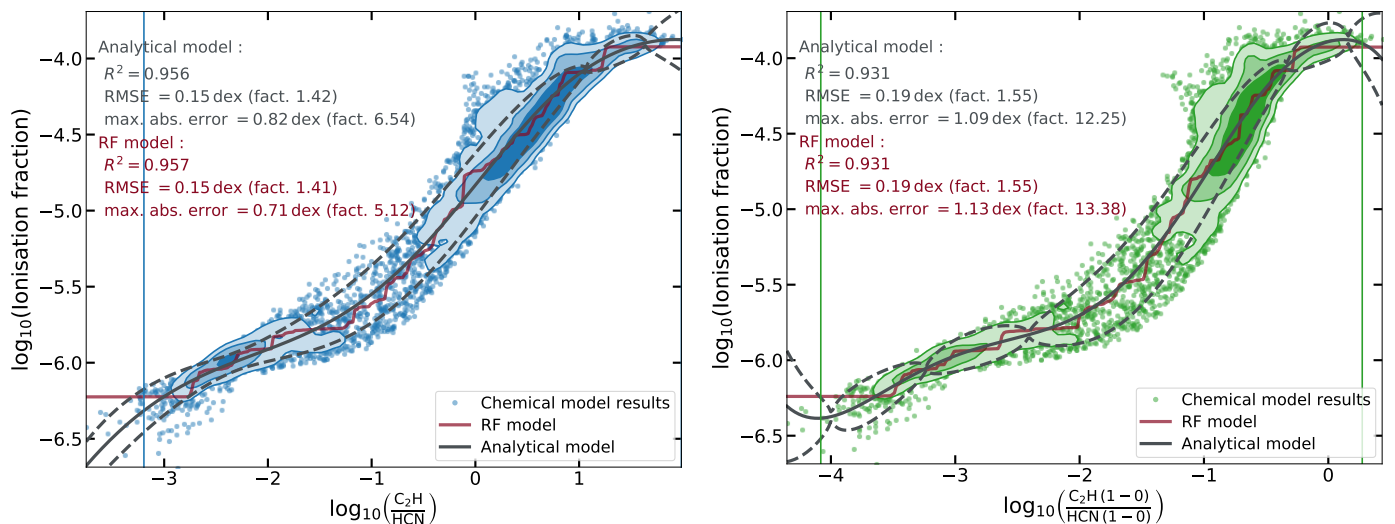 Analytical model :
R² = 0.956
RMSE = 0.15 dex (fact. 1.42)
max. abs. error = 0.82 dex (fact. 6.54)
RF model :
R² = 0.957
RMSE = 0.15 dex (fact. 1.41)
max. abs. error = 0.71 dex (fact. 5.12)
log₁₀(Ionisation fraction)
−4.0
−4.5
−5.0
−5.5
−6.0
−6.5
Chemical model results
RF model
Analytical model
−3 −2 −1 0 1
log₁₀(C₂H/HCN)
Analytical model :
R² = 0.931
RMSE = 0.19 dex (fact. 1.55)
max. abs. error = 1.09 dex (fact. 12.25)
RF model :
R² = 0.931
RMSE = 0.19 dex (fact. 1.55)
max. abs. error = 1.13 dex (fact. 13.38)
log₁₀(Ionisation fraction)
−4.0
−4.5
−5.0
−5.5
−6.0
−6.5
Chemical model results
RF model
Analytical model
−4 −3 −2 −1 0
log₁₀(C₂H (1 − 0)/HCN (1 − 0))